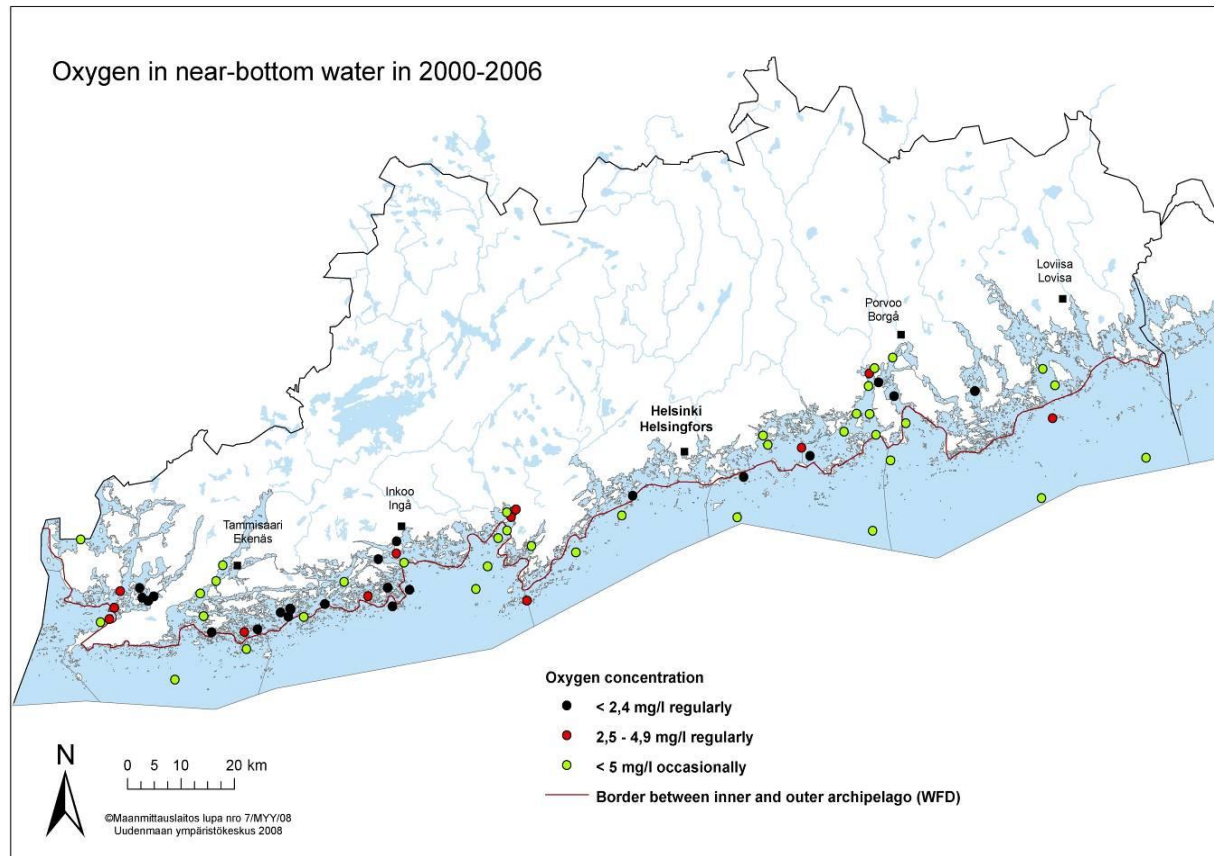 Oxygen in near-bottom water in 2000-2006
Loviisa
Lovisa
Porvoo
Borgå
Helsinki
Helsingfors
Inkoo
Ingå
Tammisaari
Ekenäs
Oxygen concentration
< 2,4 mg/l regularly
2,5 - 4,9 mg/l regularly
< 5 mg/l occasionally
Border between inner and outer archipelago (WFD)
N
0 5 10 20 km
©Maanmittauslaitos lupa nro 7/MYY/08
Uudenmaan ympäristökeskus 2008